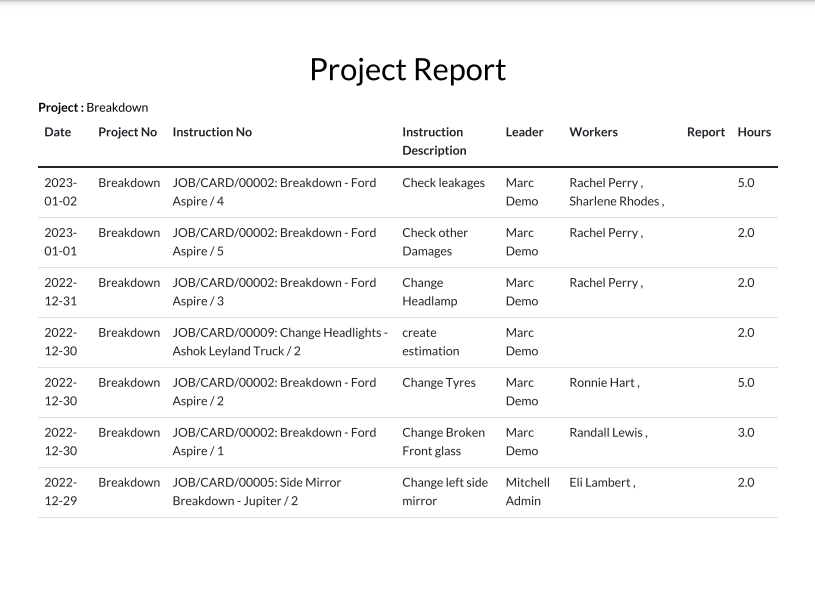 Project Report
Project : Breakdown
Date Project No Instruction No Instruction Description Leader Workers Report Hours
2023-01-02 Breakdown JOB/CARD/00002: Breakdown - Ford Aspire / 4 Check leakages Marc Demo Rachel Perry , Sharlene Rhodes , 5.0
2023-01-01 Breakdown JOB/CARD/00002: Breakdown - Ford Aspire / 5 Check other Damages Marc Demo Rachel Perry , 2.0
2022-12-31 Breakdown JOB/CARD/00002: Breakdown - Ford Aspire / 3 Change Headlamp Marc Demo Rachel Perry , 2.0
2022-12-30 Breakdown JOB/CARD/00009: Change Headlights - Ashok Leyland Truck / 2 create estimation Marc Demo 2.0
2022-12-30 Breakdown JOB/CARD/00002: Breakdown - Ford Aspire / 2 Change Tyres Marc Demo Ronnie Hart , 5.0
2022-12-30 Breakdown JOB/CARD/00002: Breakdown - Ford Aspire / 1 Change Broken Front glass Marc Demo Randall Lewis , 3.0
2022-12-29 Breakdown JOB/CARD/00005: Side Mirror Breakdown - Jupiter / 2 Change left side mirror Mitchell Admin Eli Lambert , 2.0